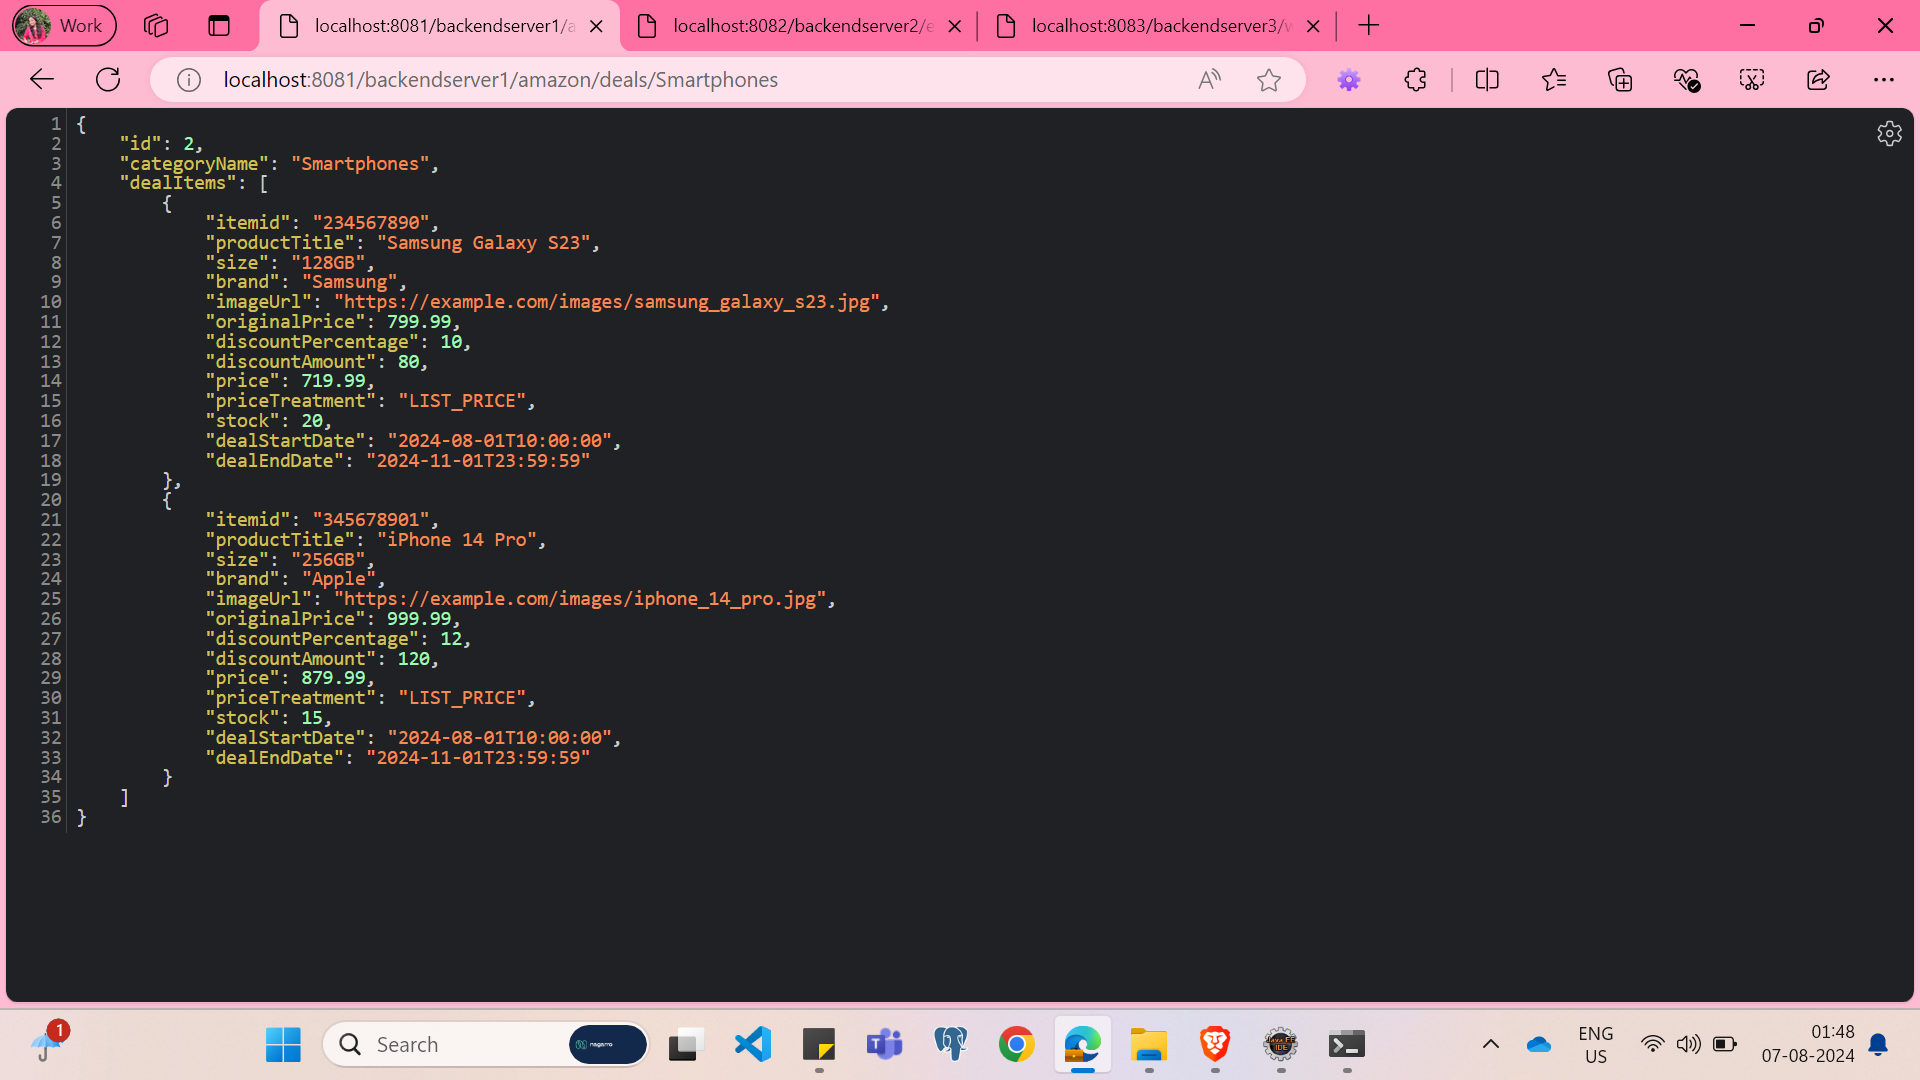 Work
localhost:8081/backendserver1/a
localhost:8082/backendserver2/e
localhost:8083/backendserver3/w
localhost:8081/backendserver1/amazon/deals/Smartphones
1 {
2 "id": 2,
3 "categoryName": "Smartphones",
4 "dealItems": [
5 {
6 "itemid": "234567890",
7 "productTitle": "Samsung Galaxy S23",
8 "size": "128GB",
9 "brand": "Samsung",
10 "imageUrl": "https://example.com/images/samsung_galaxy_s23.jpg",
11 "originalPrice": 799.99,
12 "discountPercentage": 10,
13 "discountAmount": 80,
14 "price": 719.99,
15 "priceTreatment": "LIST_PRICE",
16 "stock": 20,
17 "dealStartDate": "2024-08-01T10:00:00",
18 "dealEndDate": "2024-11-01T23:59:59"
19 },
20 {
21 "itemid": "345678901",
22 "productTitle": "iPhone 14 Pro",
23 "size": "256GB",
24 "brand": "Apple",
25 "imageUrl": "https://example.com/images/iphone_14_pro.jpg",
26 "originalPrice": 999.99,
27 "discountPercentage": 12,
28 "discountAmount": 120,
29 "price": 879.99,
30 "priceTreatment": "LIST_PRICE",
31 "stock": 15,
32 "dealStartDate": "2024-08-01T10:00:00",
33 "dealEndDate": "2024-11-01T23:59:59"
34 }
35 ]
36 }
1
Search
nagarro
ENG
US
01:48
07-08-2024